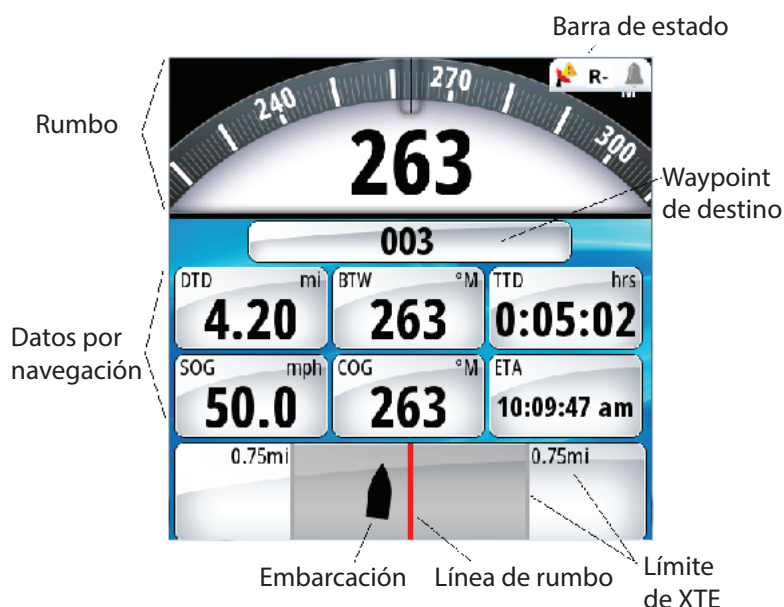 Barra de estado
R-
M
240
270
300
Rumbo
263
Waypoint
de destino
003
DTD mi
4.20
BTW °M
263
TTD hrs
0:05:02
Datos por
navegación
SOG mph
50.0
COG °M
263
ETA
10:09:47 am
0.75mi
0.75mi
Embarcación
Línea de rumbo
Límite
de XTE